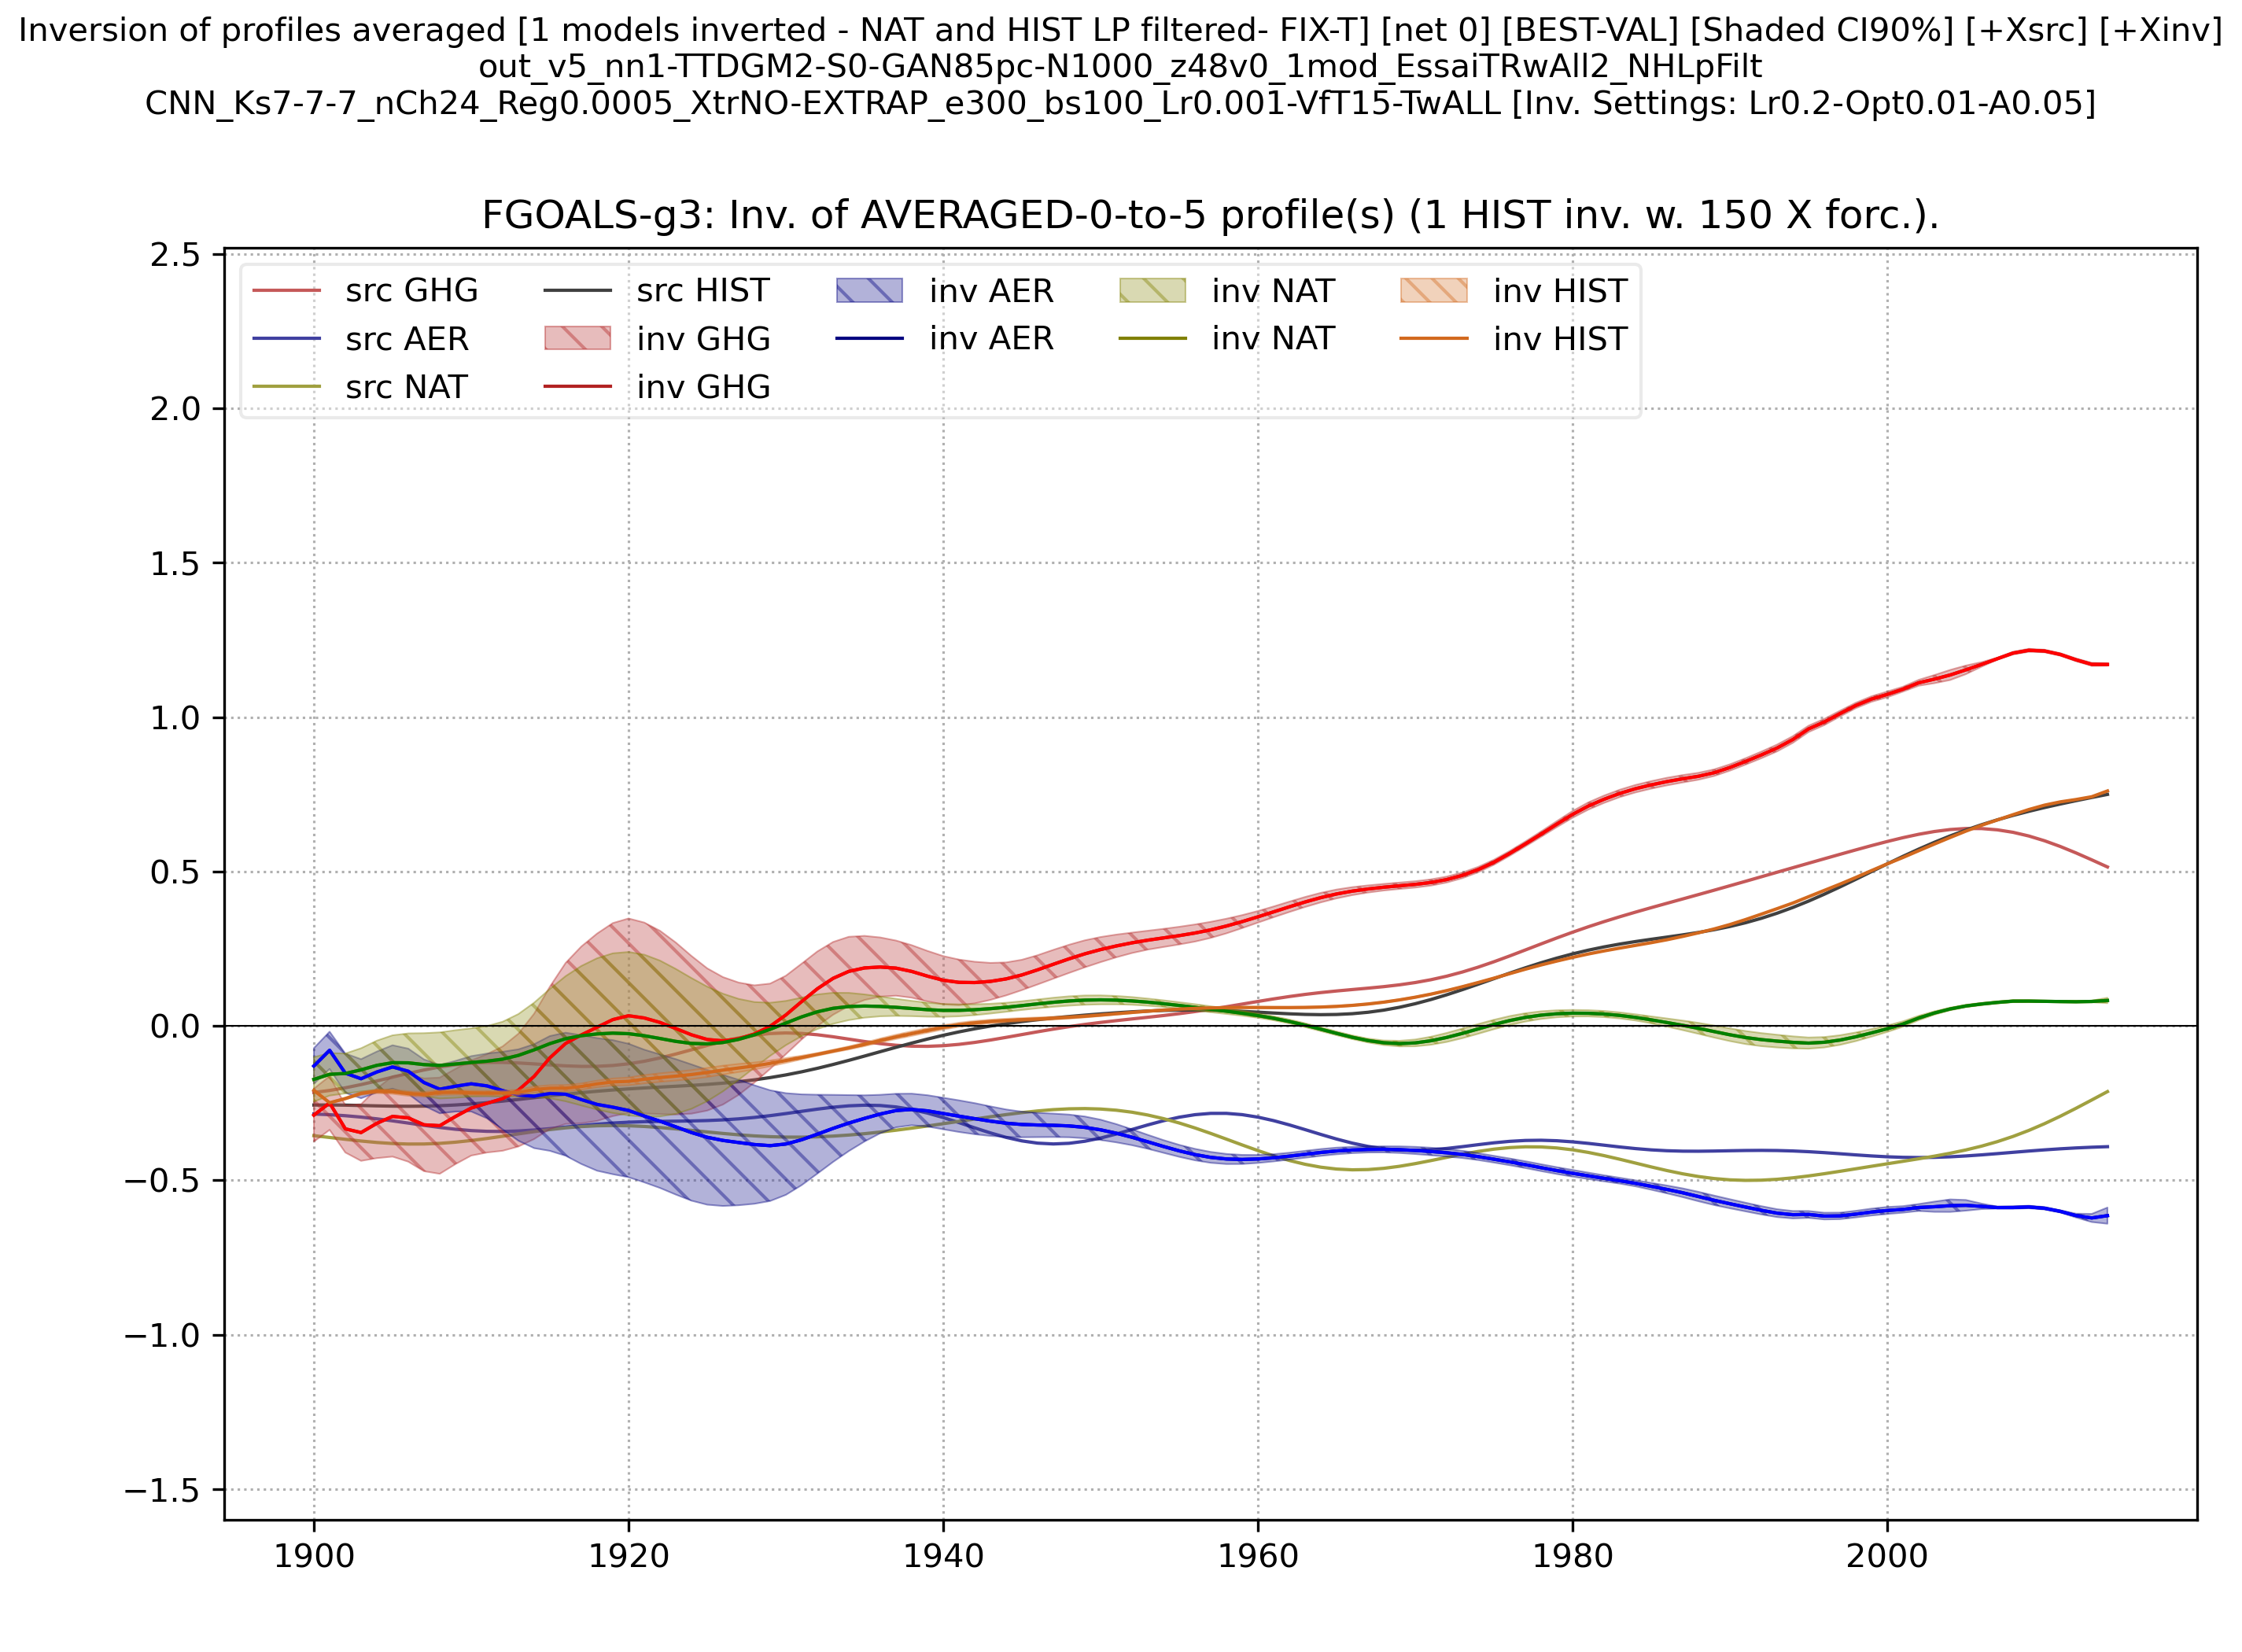 Inversion of profiles averaged [1 models inverted - NAT and HIST LP filtered- FIX-T] [net 0] [BEST-VAL] [Shaded CI90%] [+Xsrc] [+Xinv]
out_v5_nn1-TTDGM2-S0-GAN85pc-N1000_z48v0_1mod_EssaiTRwAll2_NHLpFilt
CNN_Ks7-7-7_nCh24_Reg0.0005_XtrNO-EXTRAP_e300_bs100_Lr0.001-VfT15-TwALL [Inv. Settings: Lr0.2-Opt0.01-A0.05]
FGOALS-g3: Inv. of AVERAGED-0-to-5 profile(s) (1 HIST inv. w. 150 X forc.).
src GHG
src AER
src NAT
src HIST
inv GHG
inv GHG
inv AER
inv AER
inv NAT
inv NAT
inv HIST
inv HIST
2.5
2.0
1.5
1.0
0.5
0.0
−0.5
−1.0
−1.5
1900 1920 1940 1960 1980 2000